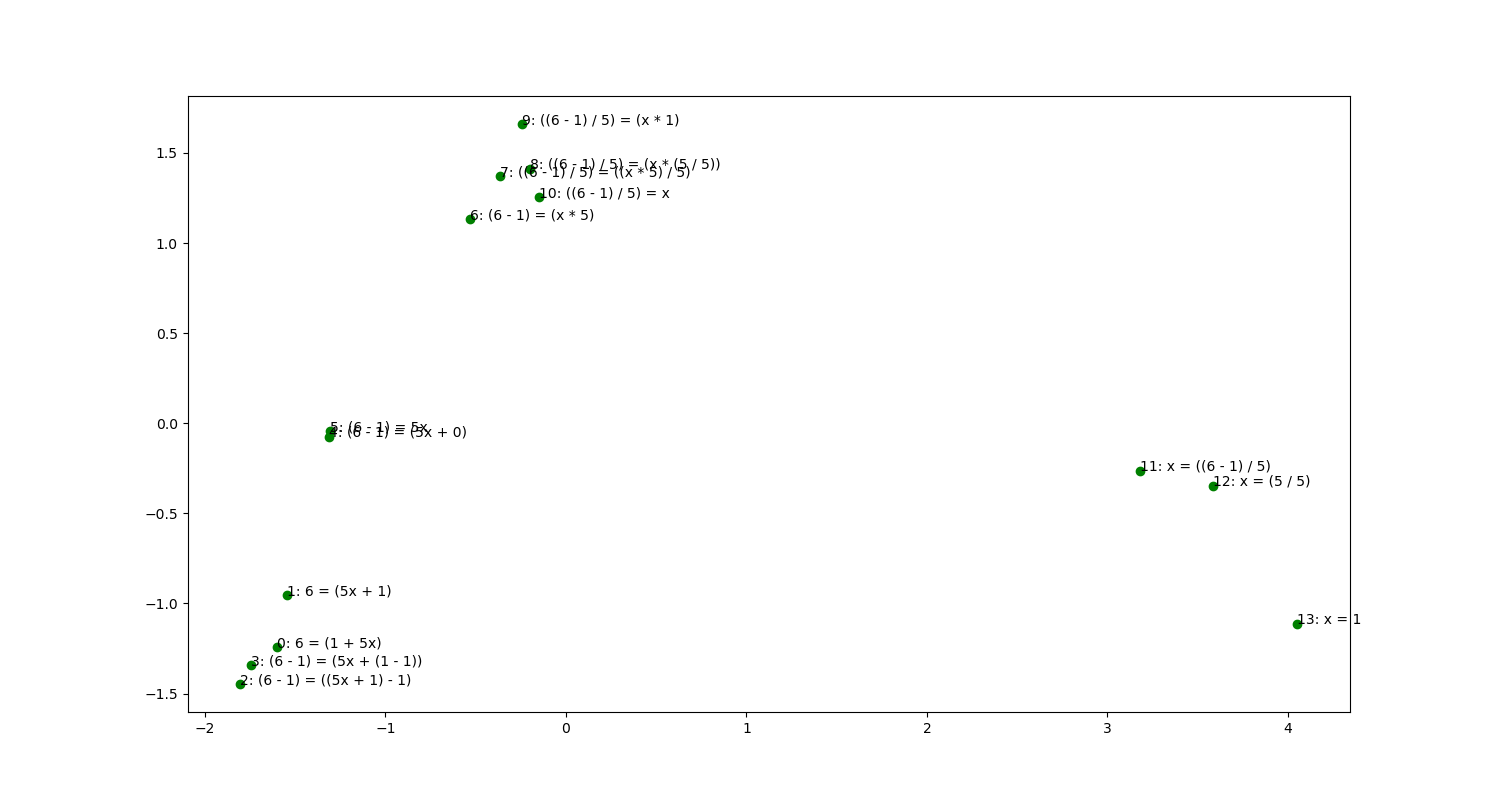 9: ((6 - 1) / 5) = (x * 1)
8: ((6 - 1) / 5) = (x * (5 / 5))
7: ((6 - 1) / 5) = ((x * 5) / 5)
10: ((6 - 1) / 5) = x
6: (6 - 1) = (x * 5)
5: (6 - 1) = 5x
4: (6 - 1) = (5x + 0)
11: x = ((6 - 1) / 5)
12: x = (5 / 5)
1: 6 = (5x + 1)
13: x = 1
0: 6 = (1 + 5x)
3: (6 - 1) = (5x + (1 - 1))
2: (6 - 1) = ((5x + 1) - 1)
1.5
1.0
0.5
0.0
−0.5
−1.0
−1.5
−2 −1 0 1 2 3 4